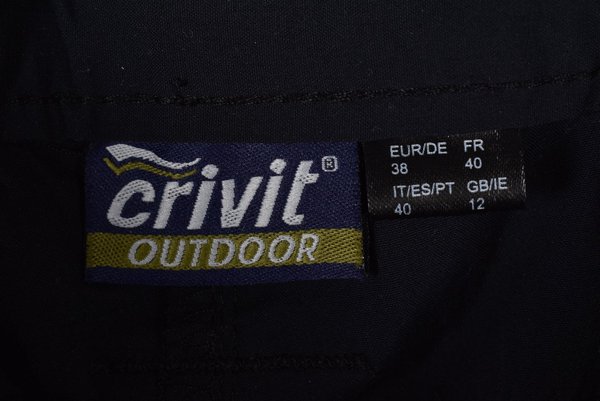 crivit®
OUTDOOR
EUR/DE FR
38 40
IT/ES/PT GB/IE
40 12